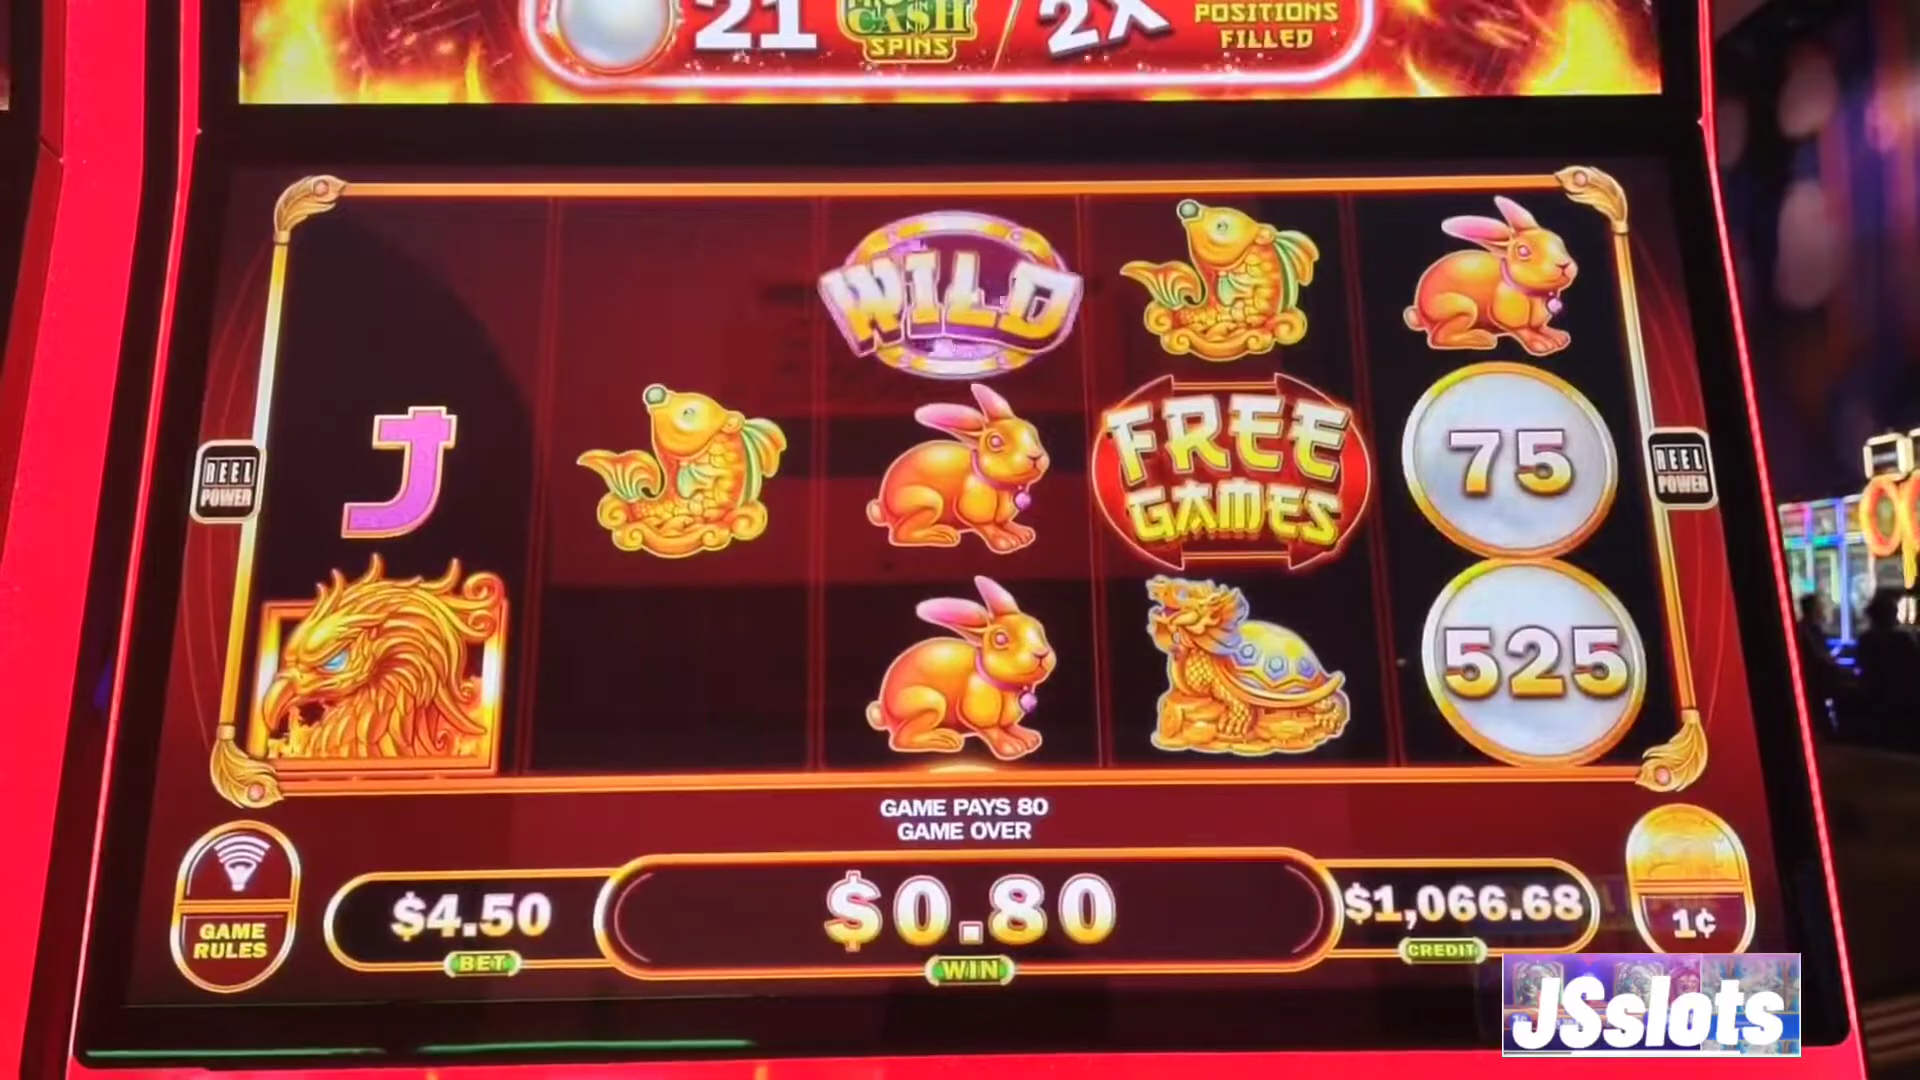 21
CASH
SPINS
2X
POSITIONS
FILLED
WILD
J
FREE
GAMES
75
525
REEL
POWER
REEL
POWER
GAME PAYS 80
GAME OVER
GAME
RULES
$4.50
BET
$0.80
WIN
$1,066.68
CREDIT
1¢
JSslots